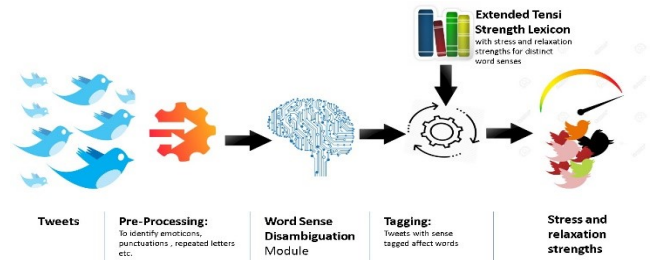 Extended Tensi
Strength Lexicon
with stress and relaxation
strengths for distinct
word senses
Tweets
Pre-Processing:
To identify emoticons,
punctuations , repeated letters
etc.
Word Sense
Disambiguation
Module
Tagging:
Tweets with sense
tagged affect words
Stress and
relaxation
strengths